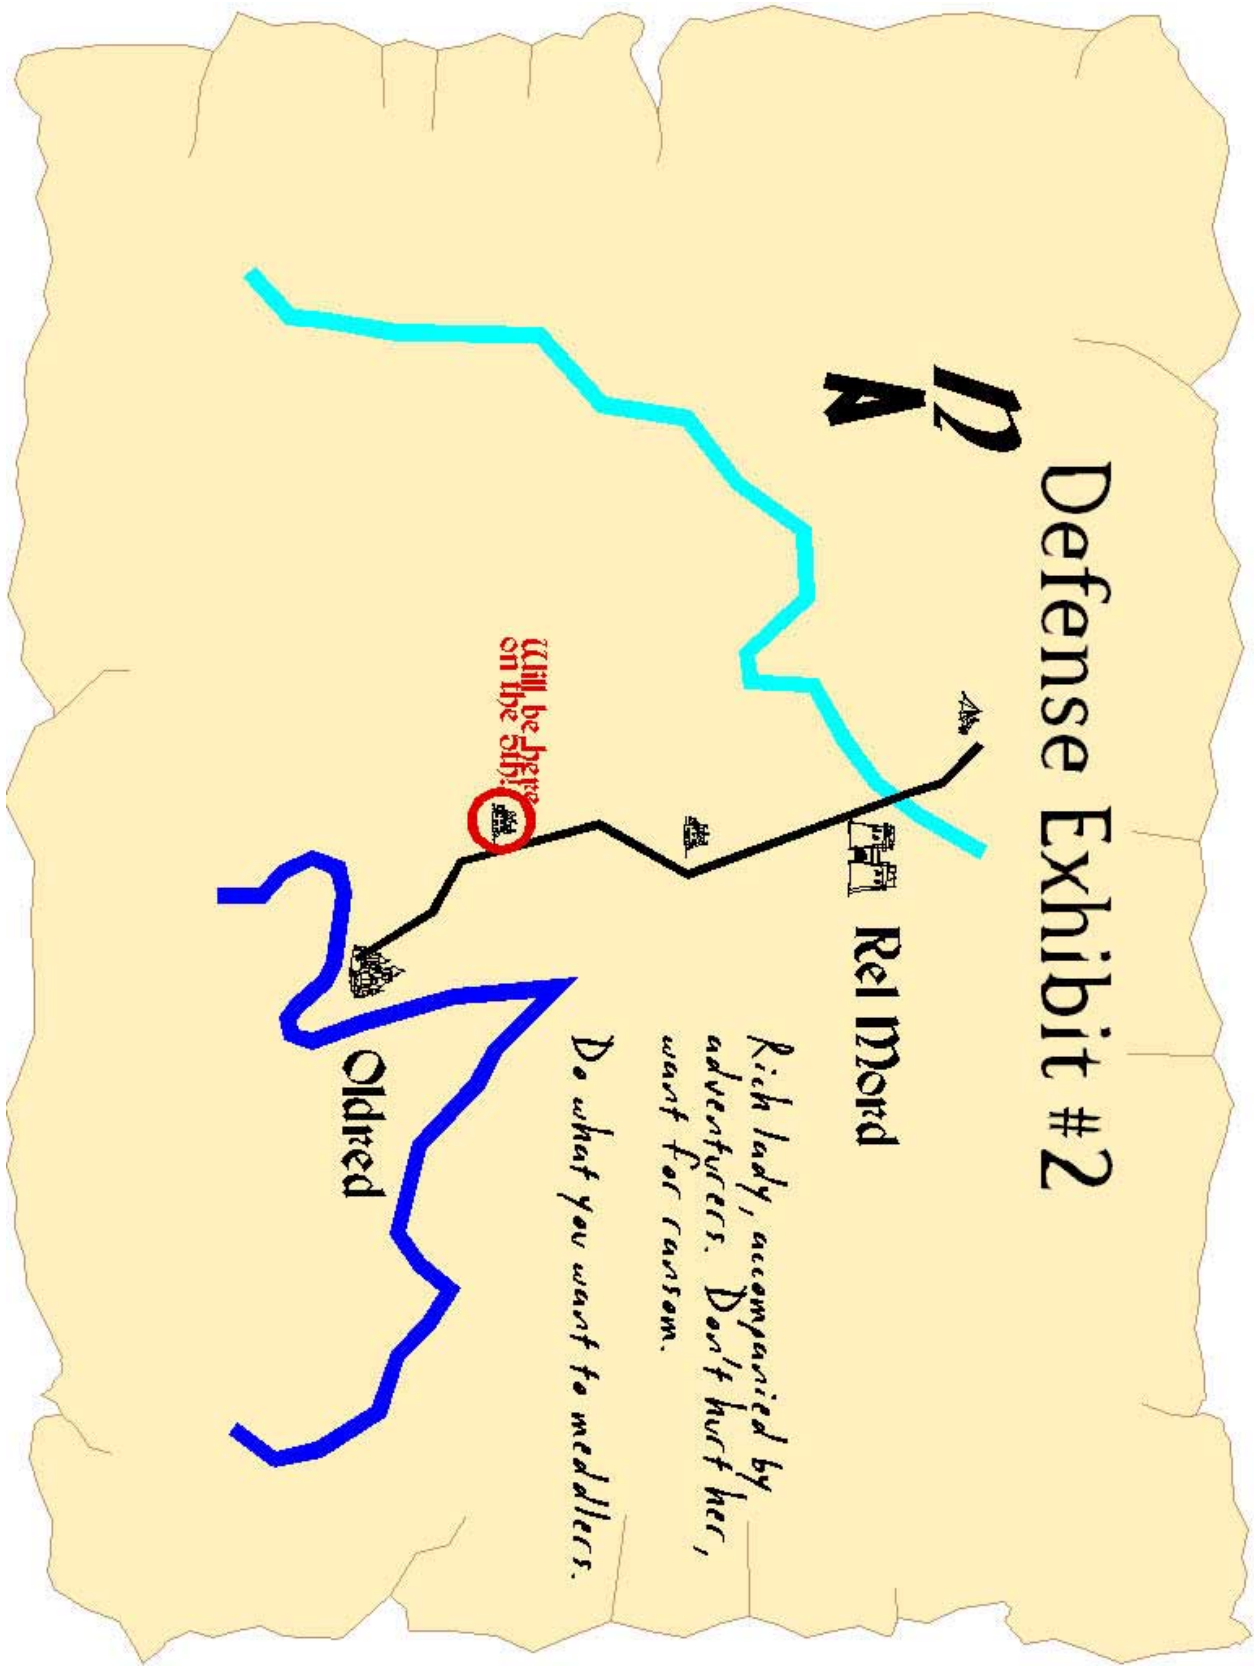 Defense Exhibit #2
N
Rel Mord
Rich lady, accompanied by
adventurers. Don't hurt her,
want for ransom.
Do what you want to meddlers.
Will be here
on the 5th!
Oldred